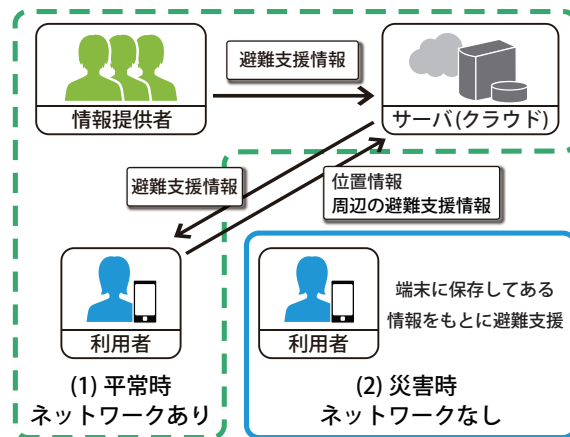 避難支援情報
情報提供者
サーバ(クラウド)
避難支援情報
位置情報
周辺の避難支援情報
利用者
利用者
端末に保存してある
情報をもとに避難支援
(1) 平常時
ネットワークあり
(2) 災害時
ネットワークなし